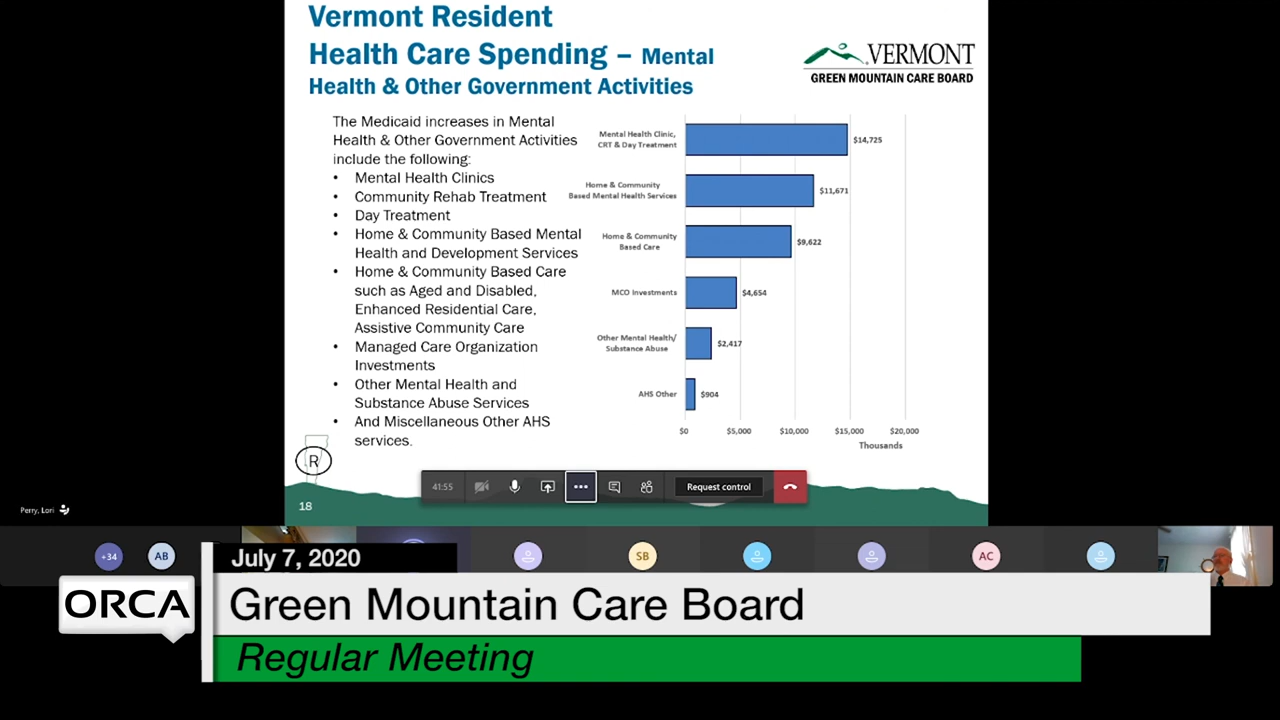 Vermont Resident
Health Care Spending – Mental
Health & Other Government Activities
VERMONT
GREEN MOUNTAIN CARE BOARD
The Medicaid increases in Mental
Health & Other Government Activities
include the following:
• Mental Health Clinics
• Community Rehab Treatment
• Day Treatment
• Home & Community Based Mental
Health and Development Services
• Home & Community Based Care
such as Aged and Disabled,
Enhanced Residential Care,
Assistive Community Care
• Managed Care Organization
Investments
• Other Mental Health and
Substance Abuse Services
• And Miscellaneous Other AHS
services.
Mental Health Clinic,
CRT & Day Treatment
$14,725
Home & Community
Based Mental Health Services
$11,671
Home & Community
Based Care
$9,622
MCO Investments
$4,654
Other Mental Health/
Substance Abuse
$2,417
AHS Other
$904
$0 $5,000 $10,000 $15,000 $20,000
Thousands
R
18
41:55
Request control
Perry, Lori
+34
AB
SB
AC
July 7, 2020
ORCA
Green Mountain Care Board
Regular Meeting